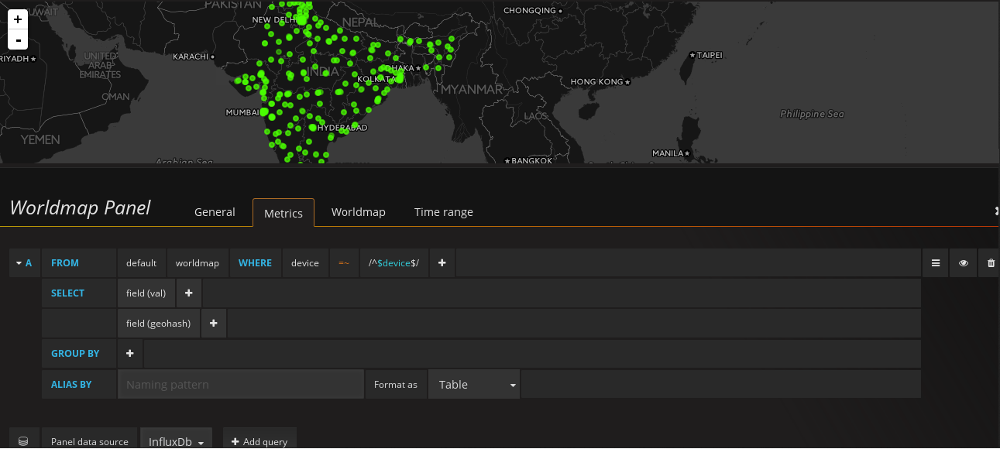 +
-
PAKISTAN
KUWAIT
CHONGQING
NEW DELH
NEPAL
RIYADH
KARACHI
UNITED
ARAB
EMIRATES
TAIPEI
DHAKA
INDIA
KOLKATA
HONG KONG
MYANMAR
OMAN
MUMBAI
LAOS
Philippine Sea
HYDERABAD
YEMEN
MANILA
Arabian Sea
BANGKOK
Worldmap Panel
General Metrics Worldmap Time range
A FROM default worldmap WHERE device =~ /^$device$/ +
SELECT field (val) +
field (geohash) +
GROUP BY +
ALIAS BY Naming pattern Format as Table
Panel data source InfluxDb + Add query